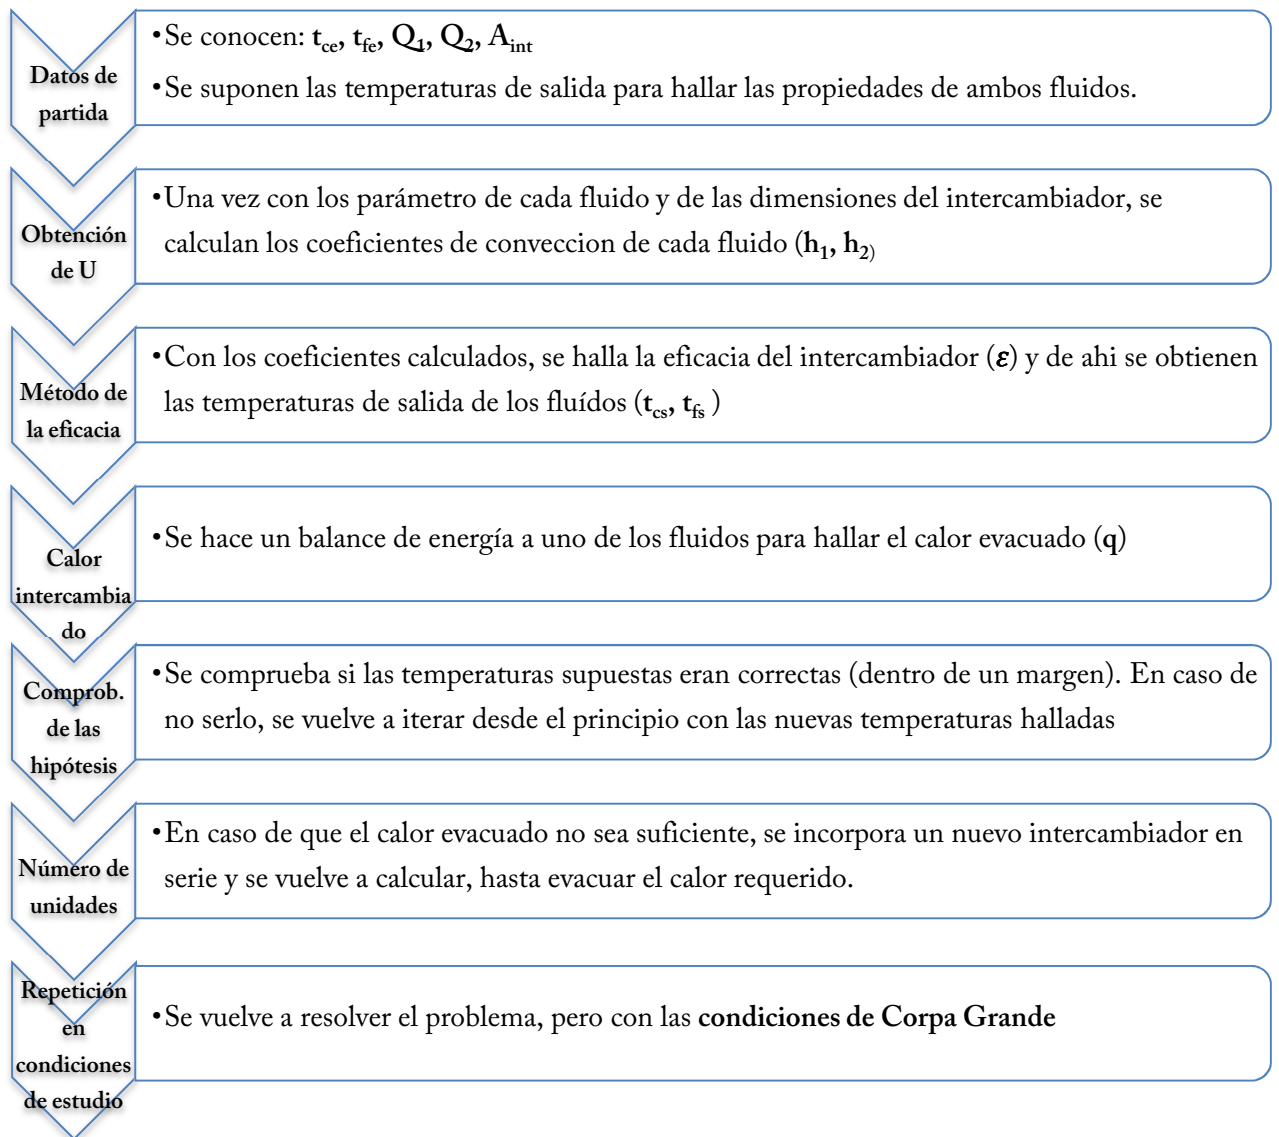 Datos de
partida
•Se conocen: tce, tfe, Q1, Q2, Aint
•Se suponen las temperaturas de salida para hallar las propiedades de ambos fluidos.
Obtención
de U
•Una vez con los parámetro de cada fluido y de las dimensiones del intercambiador, se
calculan los coeficientes de conveccion de cada fluido (h1, h2)
Método de
la eficacia
•Con los coeficientes calculados, se halla la eficacia del intercambiador (ε) y de ahi se obtienen
las temperaturas de salida de los fluídos (tcs, tfs )
Calor
intercambia
do
•Se hace un balance de energía a uno de los fluidos para hallar el calor evacuado (q)
Comprob.
de las
hipótesis
•Se comprueba si las temperaturas supuestas eran correctas (dentro de un margen). En caso de
no serlo, se vuelve a iterar desde el principio con las nuevas temperaturas halladas
Número de
unidades
•En caso de que el calor evacuado no sea suficiente, se incorpora un nuevo intercambiador en
serie y se vuelve a calcular, hasta evacuar el calor requerido.
Repetición
en
condiciones
de estudio
•Se vuelve a resolver el problema, pero con las condiciones de Corpa Grande